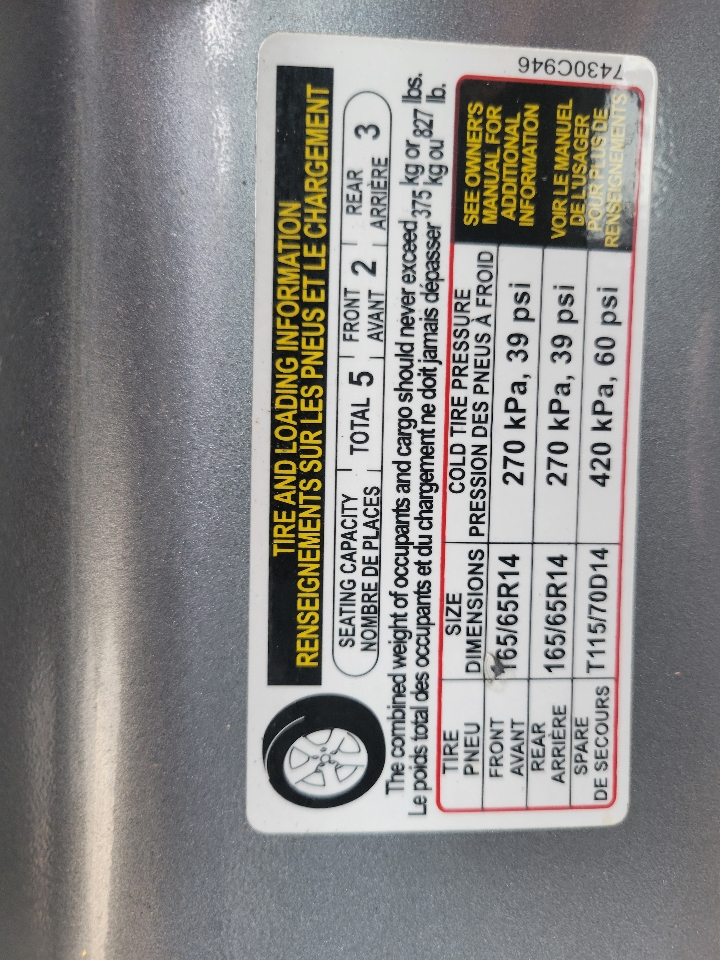 TIRE AND LOADING INFORMATION
RENSEIGNEMENTS SUR LES PNEUS ET LE CHARGEMENT
SEATING CAPACITY
NOMBRE DE PLACES
TOTAL 5
FRONT
AVANT
2
REAR
ARRIÈRE
3
The combined weight of occupants and cargo should never exceed 375 kg or 827 lbs.
Le poids total des occupants et du chargement ne doit jamais dépasser 375 kg ou 827 lb.
TIRE
PNEU
SIZE
DIMENSIONS
COLD TIRE PRESSURE
PRESSION DES PNEUS À FROID
FRONT
AVANT
165/65R14
270 kPa, 39 psi
REAR
ARRIÈRE
165/65R14
270 kPa, 39 psi
SPARE
DE SECOURS
T115/70D14
420 kPa, 60 psi
SEE OWNER'S
MANUAL FOR
ADDITIONAL
INFORMATION
VOIR LE MANUEL
DE L'USAGER
POUR PLUS DE
RENSEIGNEMENTS
7430C946